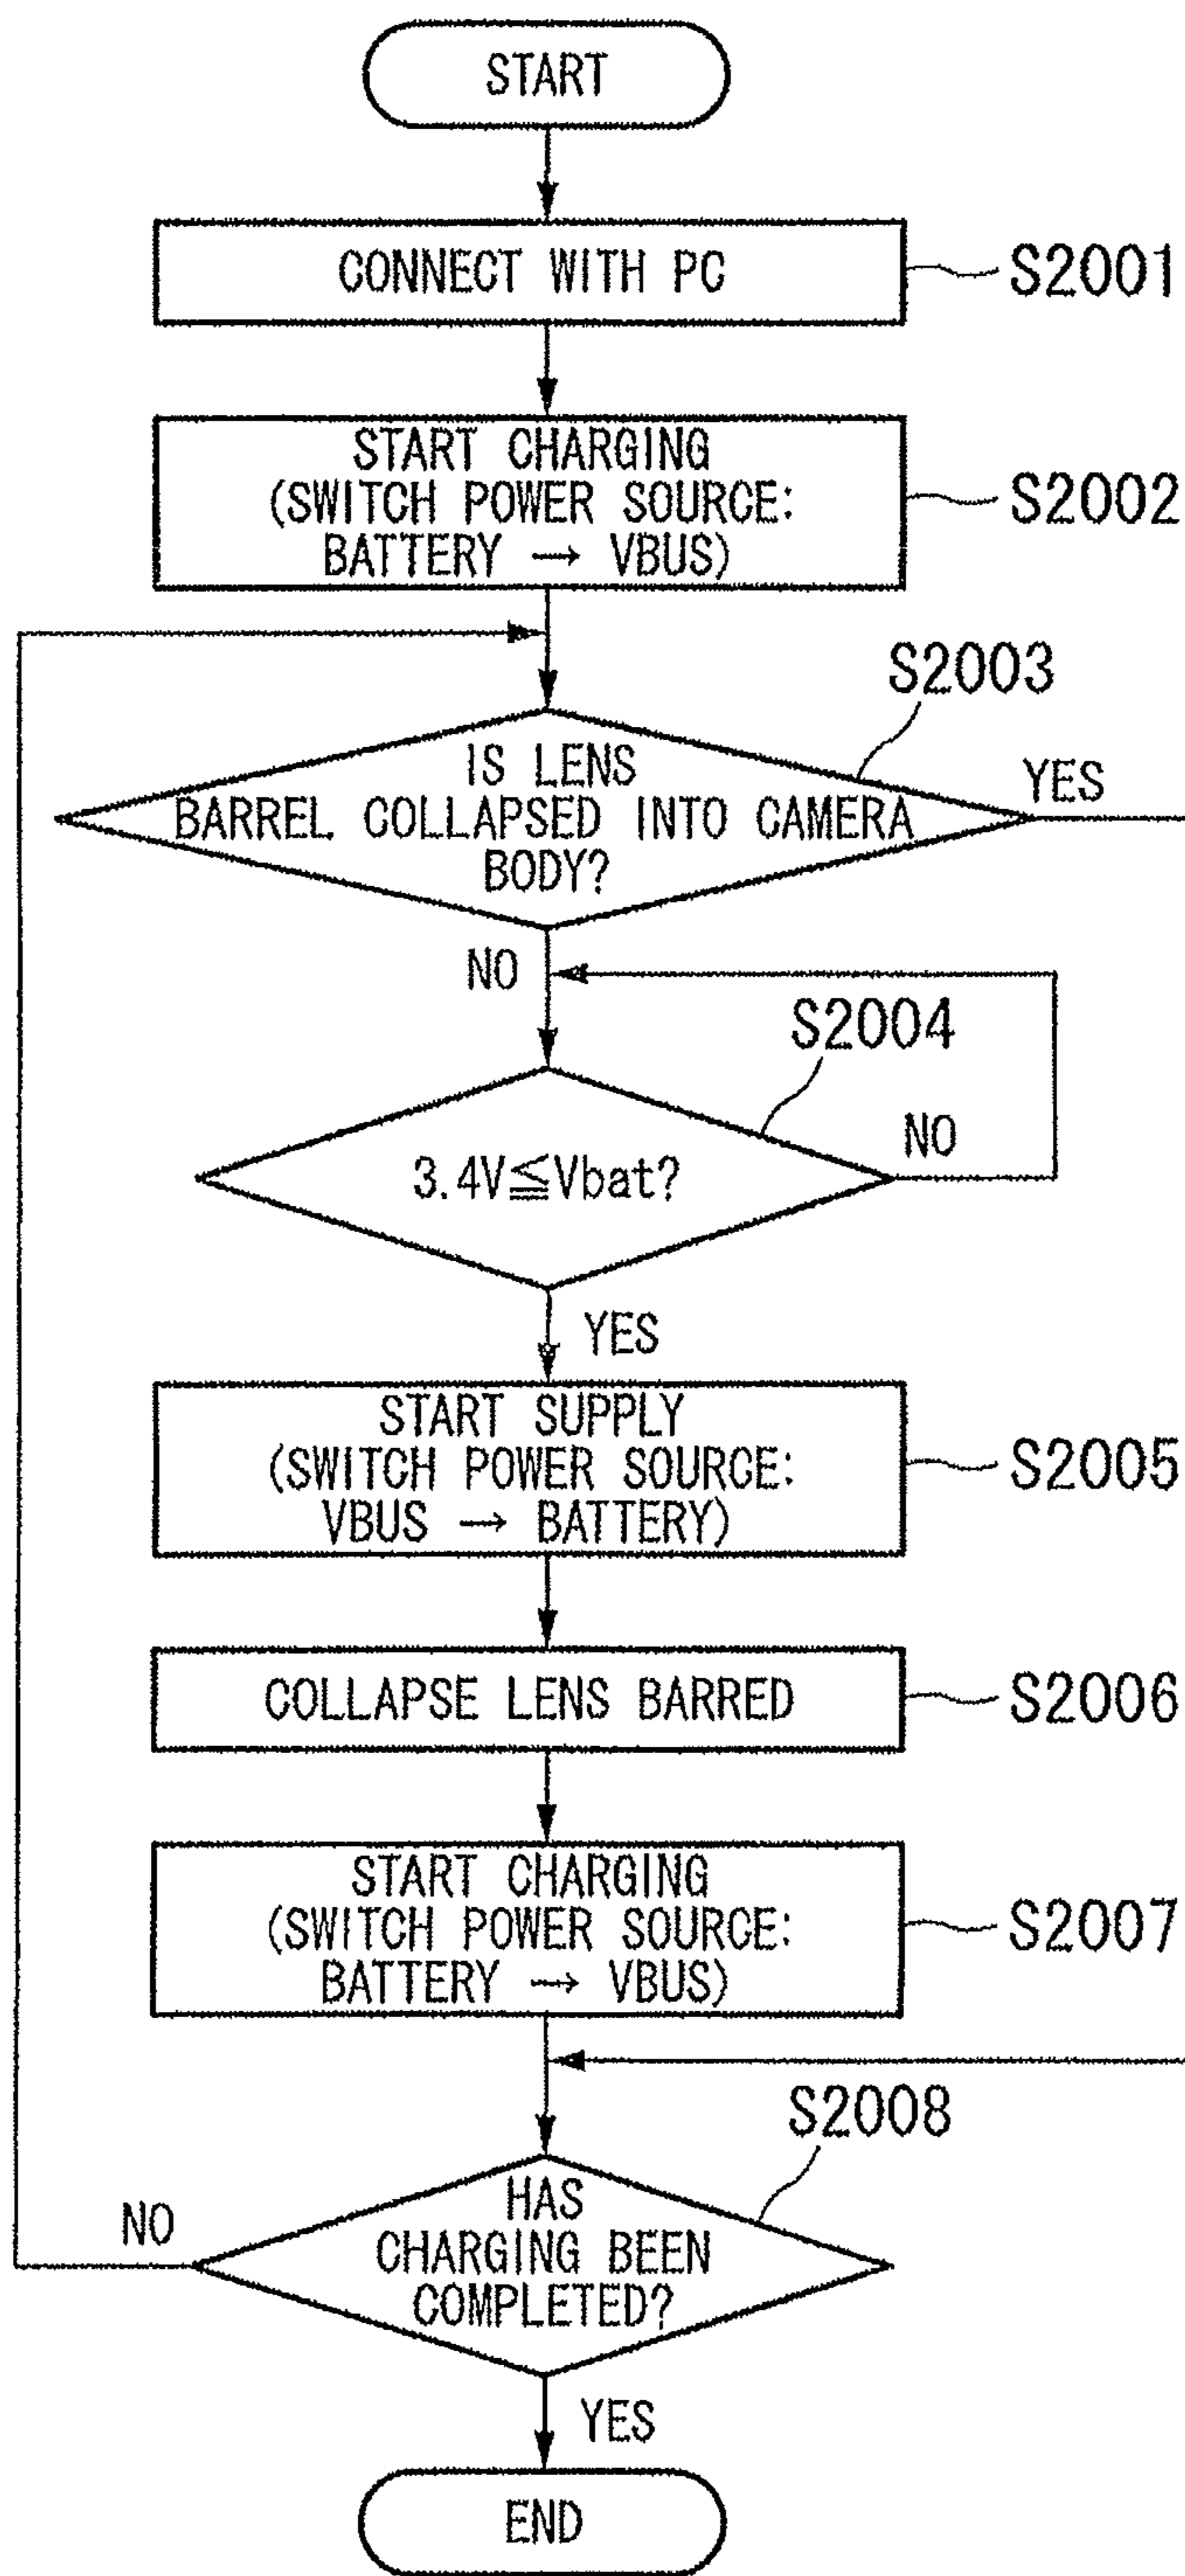 START
CONNECT WITH PC
S2001
START CHARGING
(SWITCH POWER SOURCE:
BATTERY → VBUS)
S2002
S2003
IS LENS
BARREL COLLAPSED INTO CAMERA
BODY?
YES
NO
S2004
3.4V≦Vbat?
NO
YES
START SUPPLY
(SWITCH POWER SOURCE:
VBUS → BATTERY)
S2005
COLLAPSE LENS BARRED
S2006
START CHARGING
(SWITCH POWER SOURCE:
BATTERY → VBUS)
S2007
S2008
HAS
CHARGING BEEN
COMPLETED?
NO
YES
END